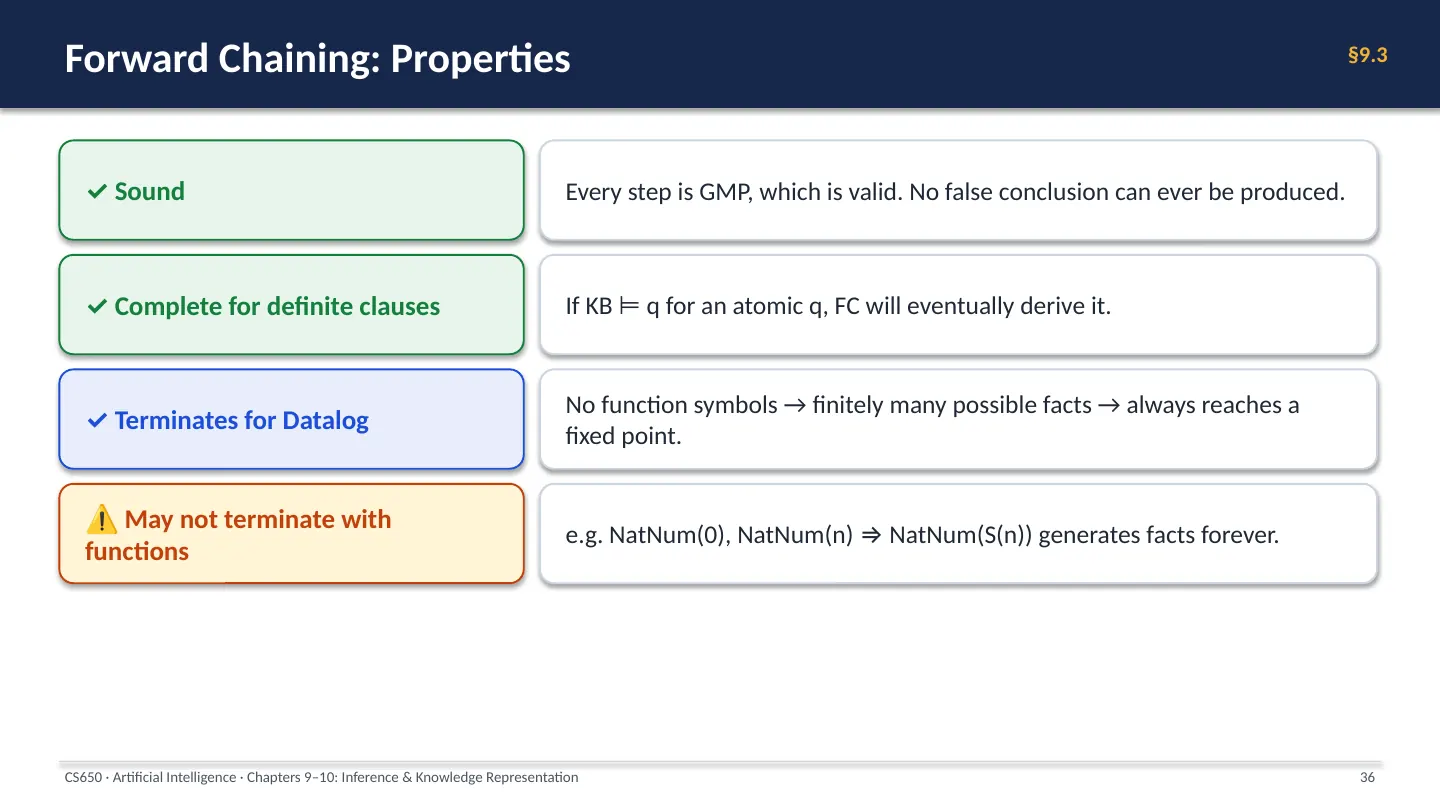 Forward Chaining: Properties
§9.3
✓ Sound
Every step is GMP, which is valid. No false conclusion can ever be produced.
✓ Complete for definite clauses
If KB ⊨ q for an atomic q, FC will eventually derive it.
✓ Terminates for Datalog
No function symbols → finitely many possible facts → always reaches a
fixed point.
⚠️ May not terminate with
functions
e.g. NatNum(0), NatNum(n) ⇒ NatNum(S(n)) generates facts forever.
CS650 · Artificial Intelligence · Chapters 9–10: Inference & Knowledge Representation
36